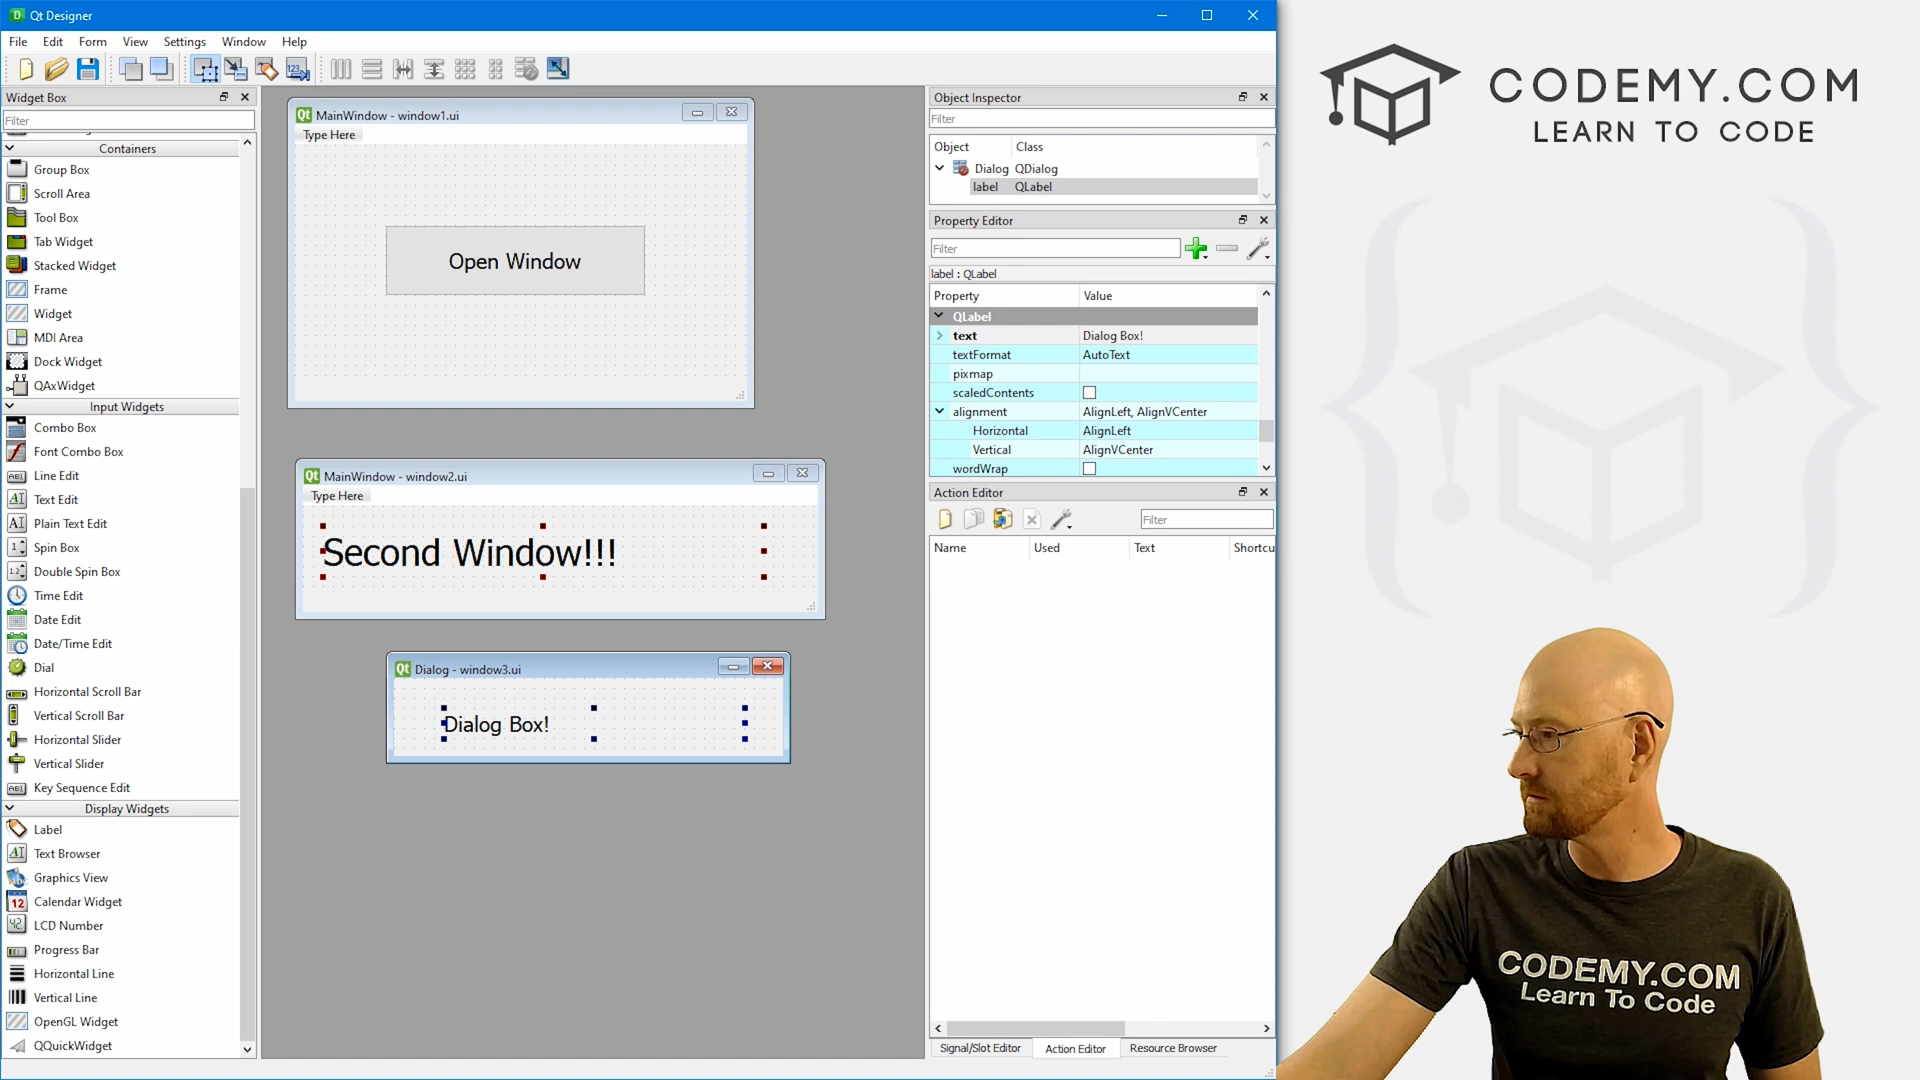 Qt Designer
File Edit Form View Settings Window Help
Widget Box
Filter
Containers
Group Box
Scroll Area
Tool Box
Tab Widget
Stacked Widget
Frame
Widget
MDI Area
Dock Widget
QAxWidget
Input Widgets
Combo Box
Font Combo Box
Line Edit
Text Edit
Plain Text Edit
Spin Box
Double Spin Box
Time Edit
Date Edit
Date/Time Edit
Dial
Horizontal Scroll Bar
Vertical Scroll Bar
Horizontal Slider
Vertical Slider
Key Sequence Edit
Display Widgets
Label
Text Browser
Graphics View
Calendar Widget
LCD Number
Progress Bar
Horizontal Line
Vertical Line
OpenGL Widget
QQuickWidget
MainWindow - window1.ui
Type Here
Open Window
MainWindow - window2.ui
Type Here
Second Window!!!
Dialog - window3.ui
Dialog Box!
Object Inspector
Filter
Object Class
Dialog QDialog
label QLabel
Property Editor
Filter
label : QLabel
Property Value
QLabel
text Dialog Box!
textFormat AutoText
pixmap
scaledContents
alignment AlignLeft, AlignVCenter
Horizontal AlignLeft
Vertical AlignVCenter
wordWrap
Action Editor
Filter
Name Used Text Shortcu
Signal/Slot Editor Action Editor Resource Browser
CODEMY.COM
LEARN TO CODE
CODEMY.COM
Learn To Code